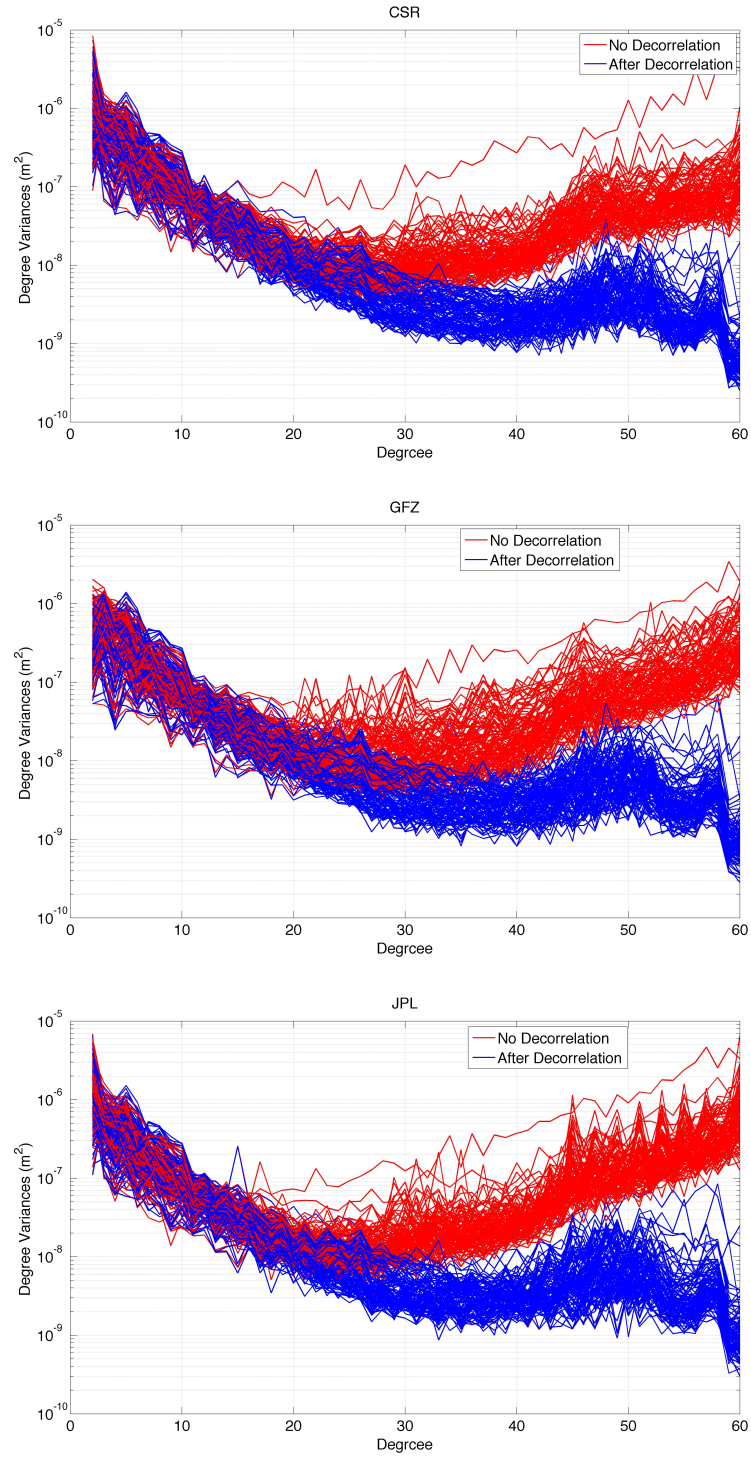 CSR
10^-5
No Decorrelation
After Decorrelation
10^-6
10^-7
Degree Variances (m^2)
10^-8
10^-9
10^-10
0 10 20 30 40 50 60
Degrcee
GFZ
10^-5
No Decorrelation
After Decorrelation
10^-6
10^-7
Degree Variances (m^2)
10^-8
10^-9
10^-10
0 10 20 30 40 50 60
Degrcee
JPL
10^-5
No Decorrelation
After Decorrelation
10^-6
10^-7
Degree Variances (m^2)
10^-8
10^-9
10^-10
0 10 20 30 40 50 60
Degrcee